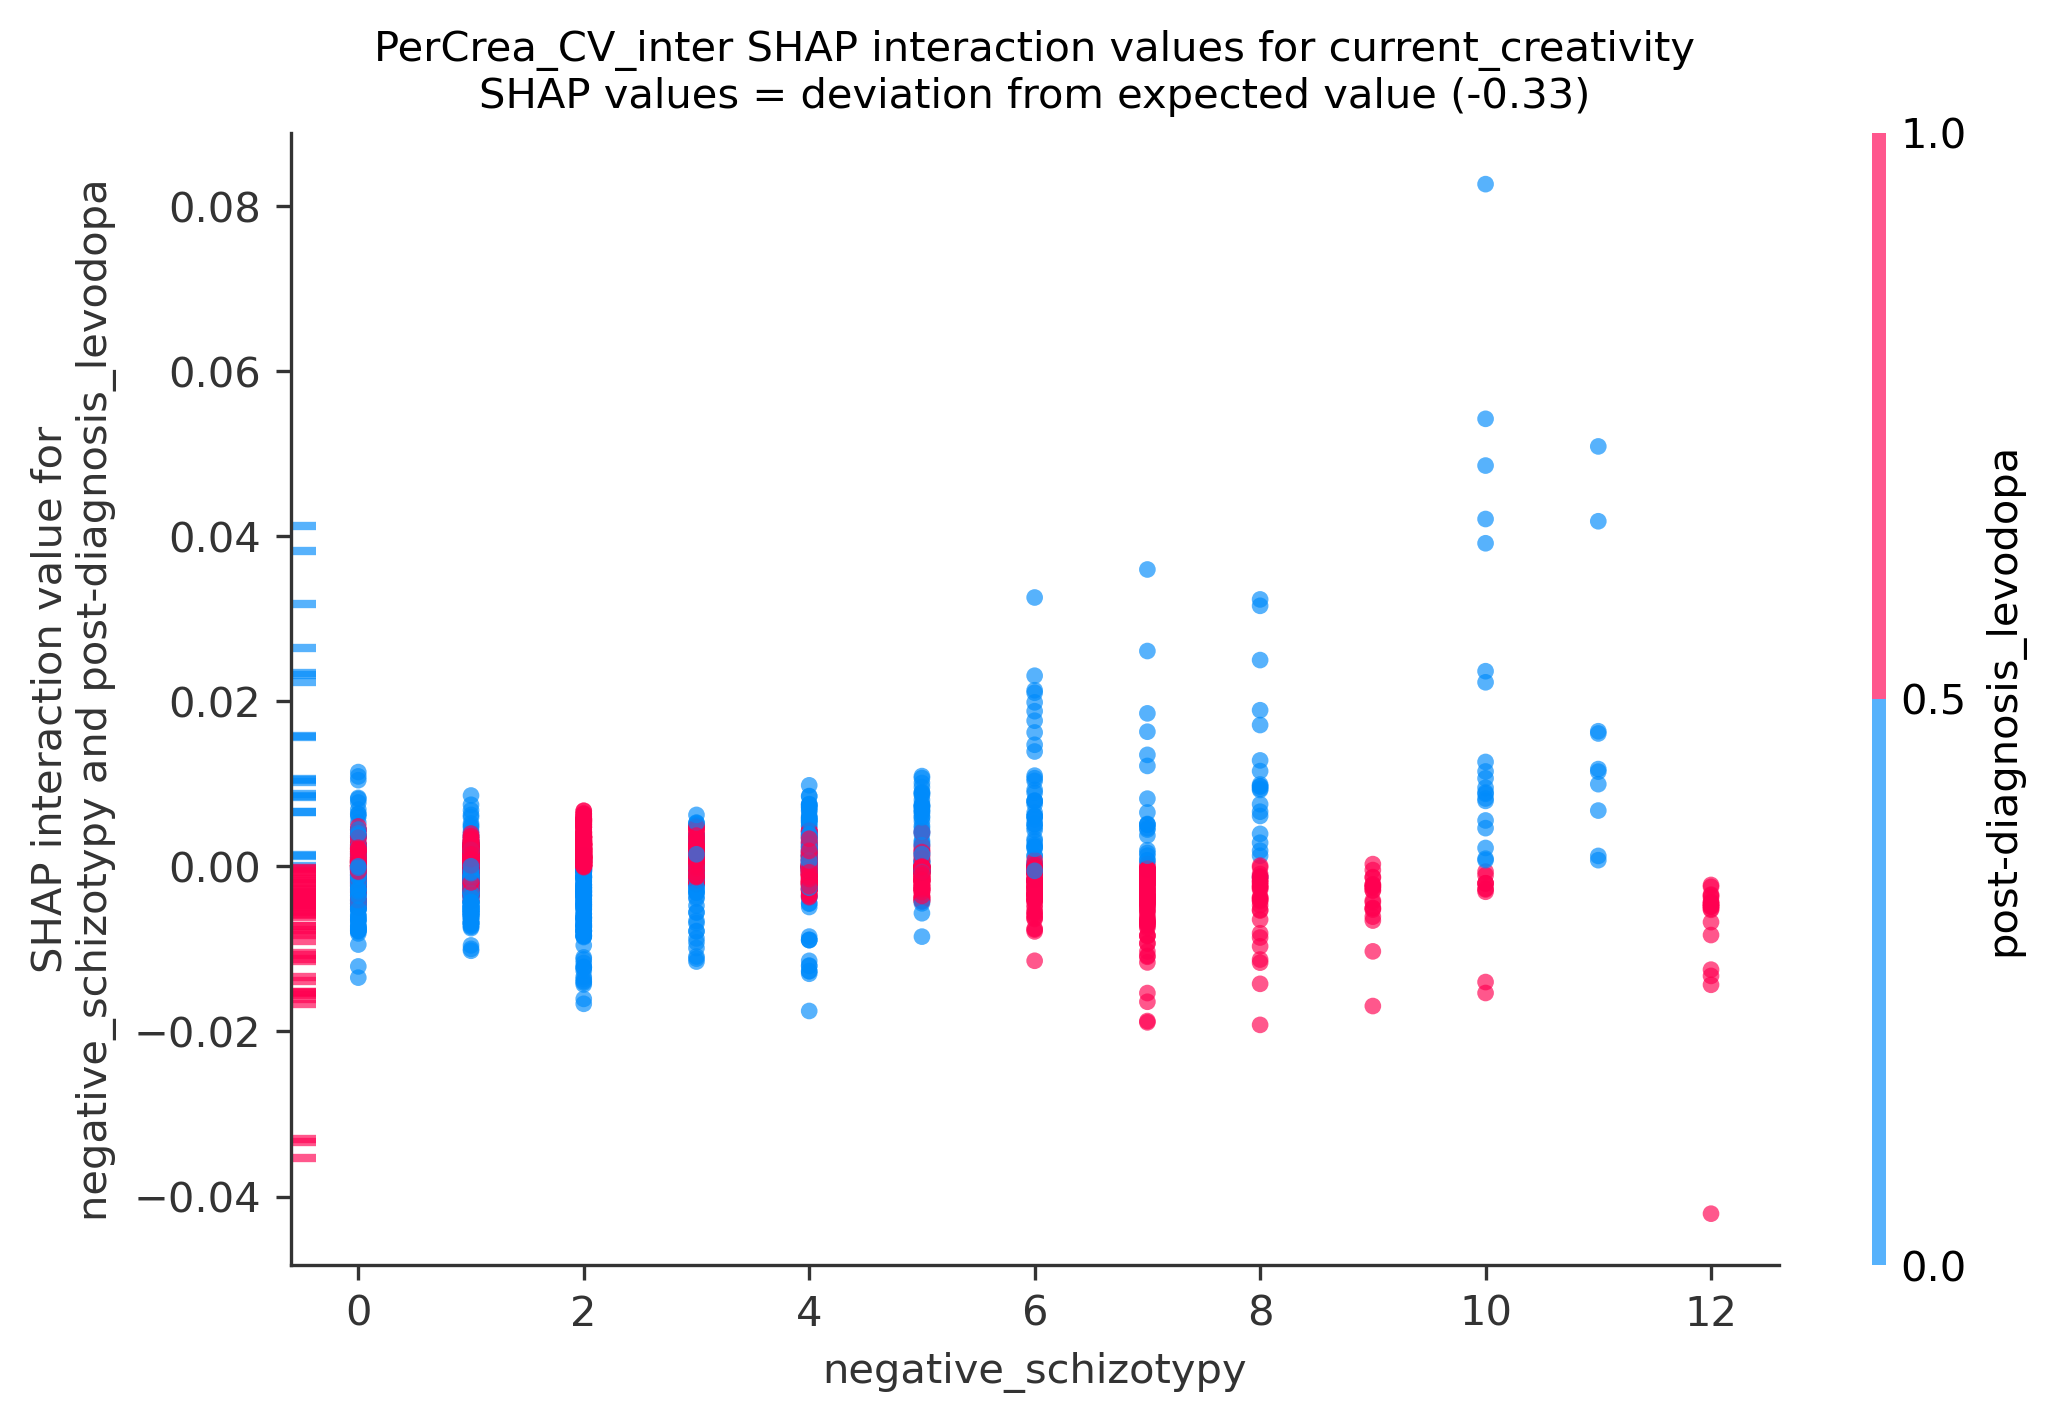 PerCrea_CV_inter SHAP interaction values for current_creativity
SHAP values = deviation from expected value (-0.33)
SHAP interaction value for
negative_schizotypy and post-diagnosis_levodopa
0.08
0.06
0.04
0.02
0.00
−0.02
−0.04
0
2
4
6
8
10
12
negative_schizotypy
1.0
0.5
0.0
post-diagnosis_levodopa